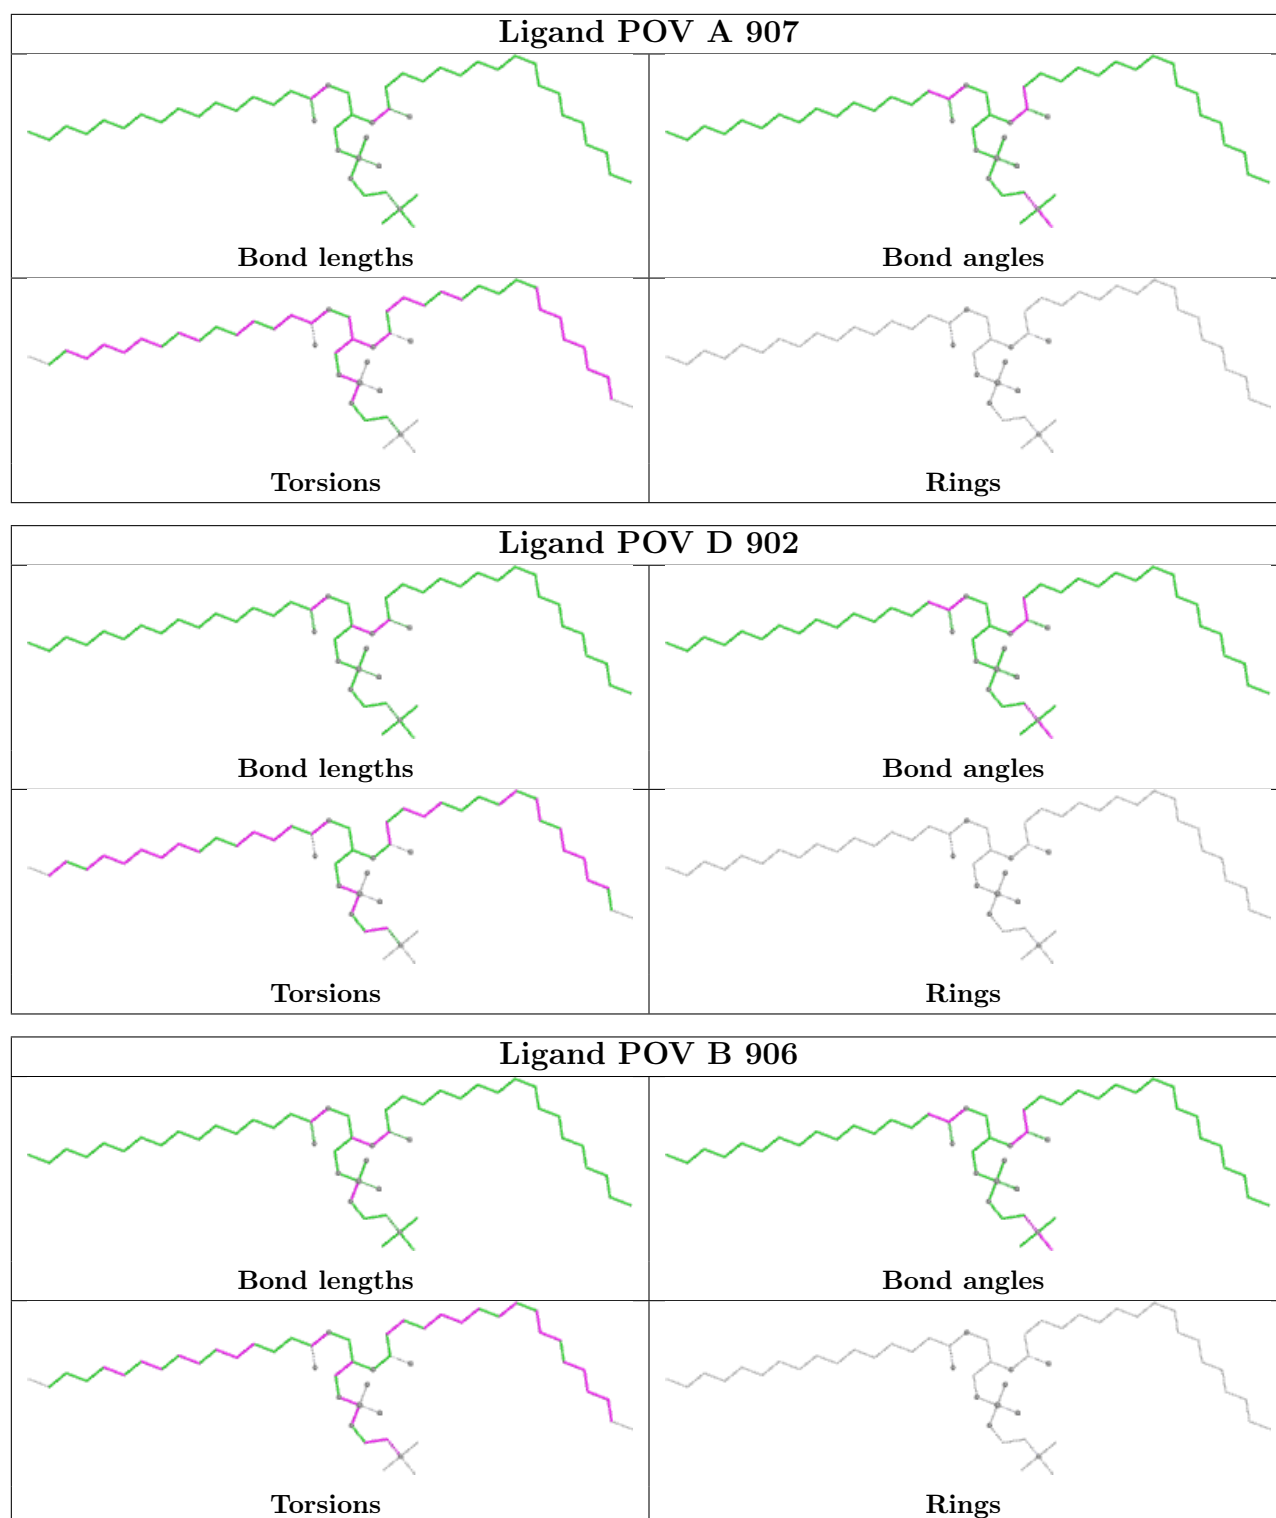 Ligand POV A 907
Bond lengths
Bond angles
Torsions
Rings
Ligand POV D 902
Bond lengths
Bond angles
Torsions
Rings
Ligand POV B 906
Bond lengths
Bond angles
Torsions
Rings